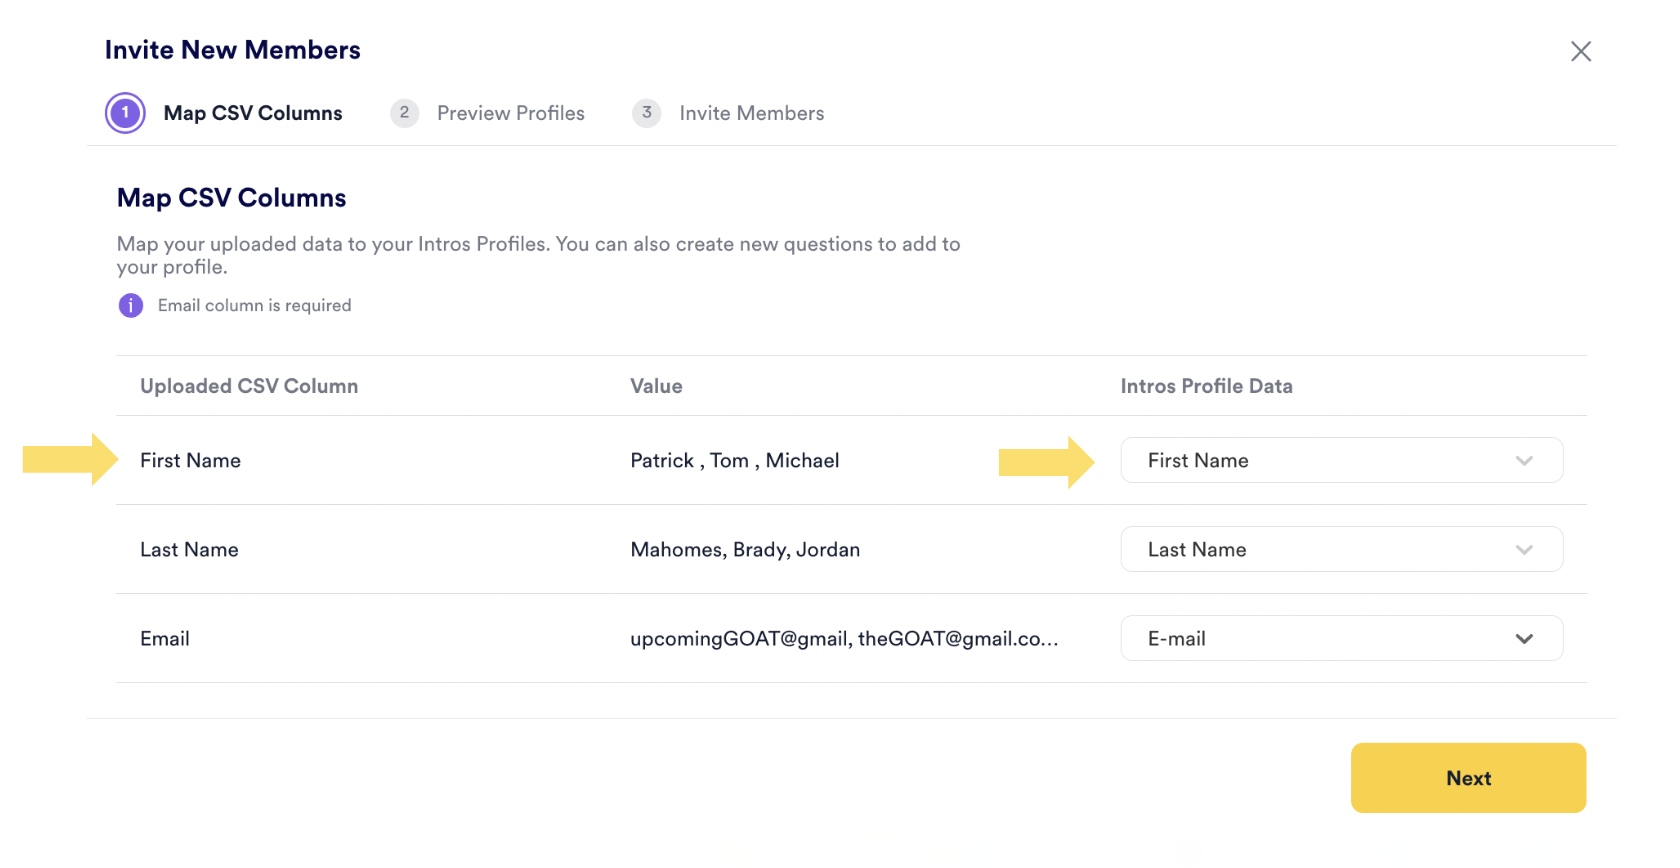 Invite New Members
1 Map CSV Columns 2 Preview Profiles 3 Invite Members
Map CSV Columns
Map your uploaded data to your Intros Profiles. You can also create new questions to add to
your profile.
i Email column is required
Uploaded CSV Column Value Intros Profile Data
First Name Patrick , Tom , Michael First Name
Last Name Mahomes, Brady, Jordan Last Name
Email upcomingGOAT@gmail, theGOAT@gmail.co... E-mail
Next